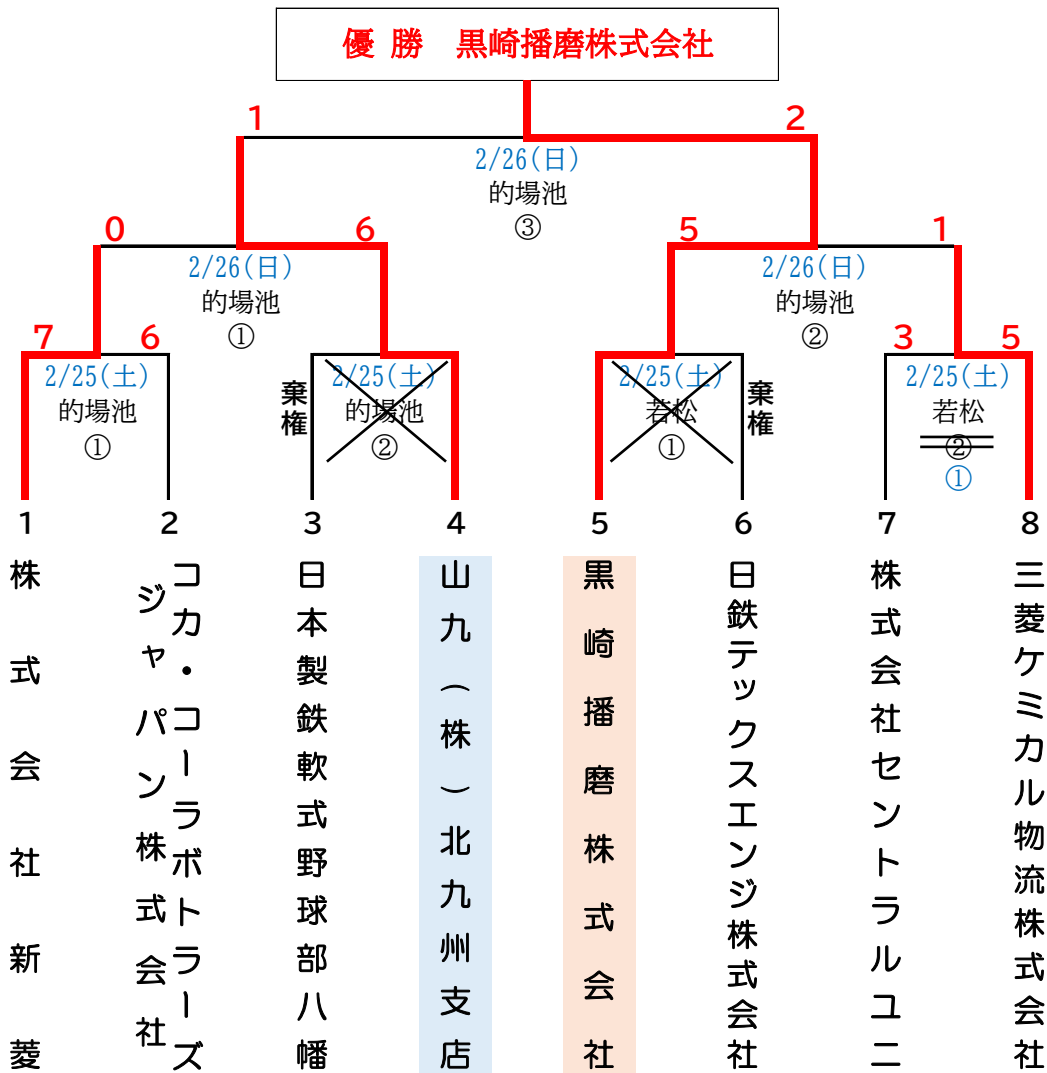 優 勝　黒崎播磨株式会社
1
2
2/26(日)
的場池
③
0
6
5
1
2/26(日)
的場池
①
2/26(日)
的場池
②
7
6
3
5
2/25(土)
的場池
①
棄権
2/25(土)
的場池
②
2/25(土)
若松
①
棄権
2/25(土)
若松
②
①
1
2
3
4
5
6
7
8
株式会社新菱
コカ・コーラボトラーズ
ジャパン株式会社
日本製鉄軟式野球部八幡
山九(株)北九州支店
黒崎播磨株式会社
日鉄テックスエンジ株式会社
株式会社セントラルユニ
三菱ケミカル物流株式会社